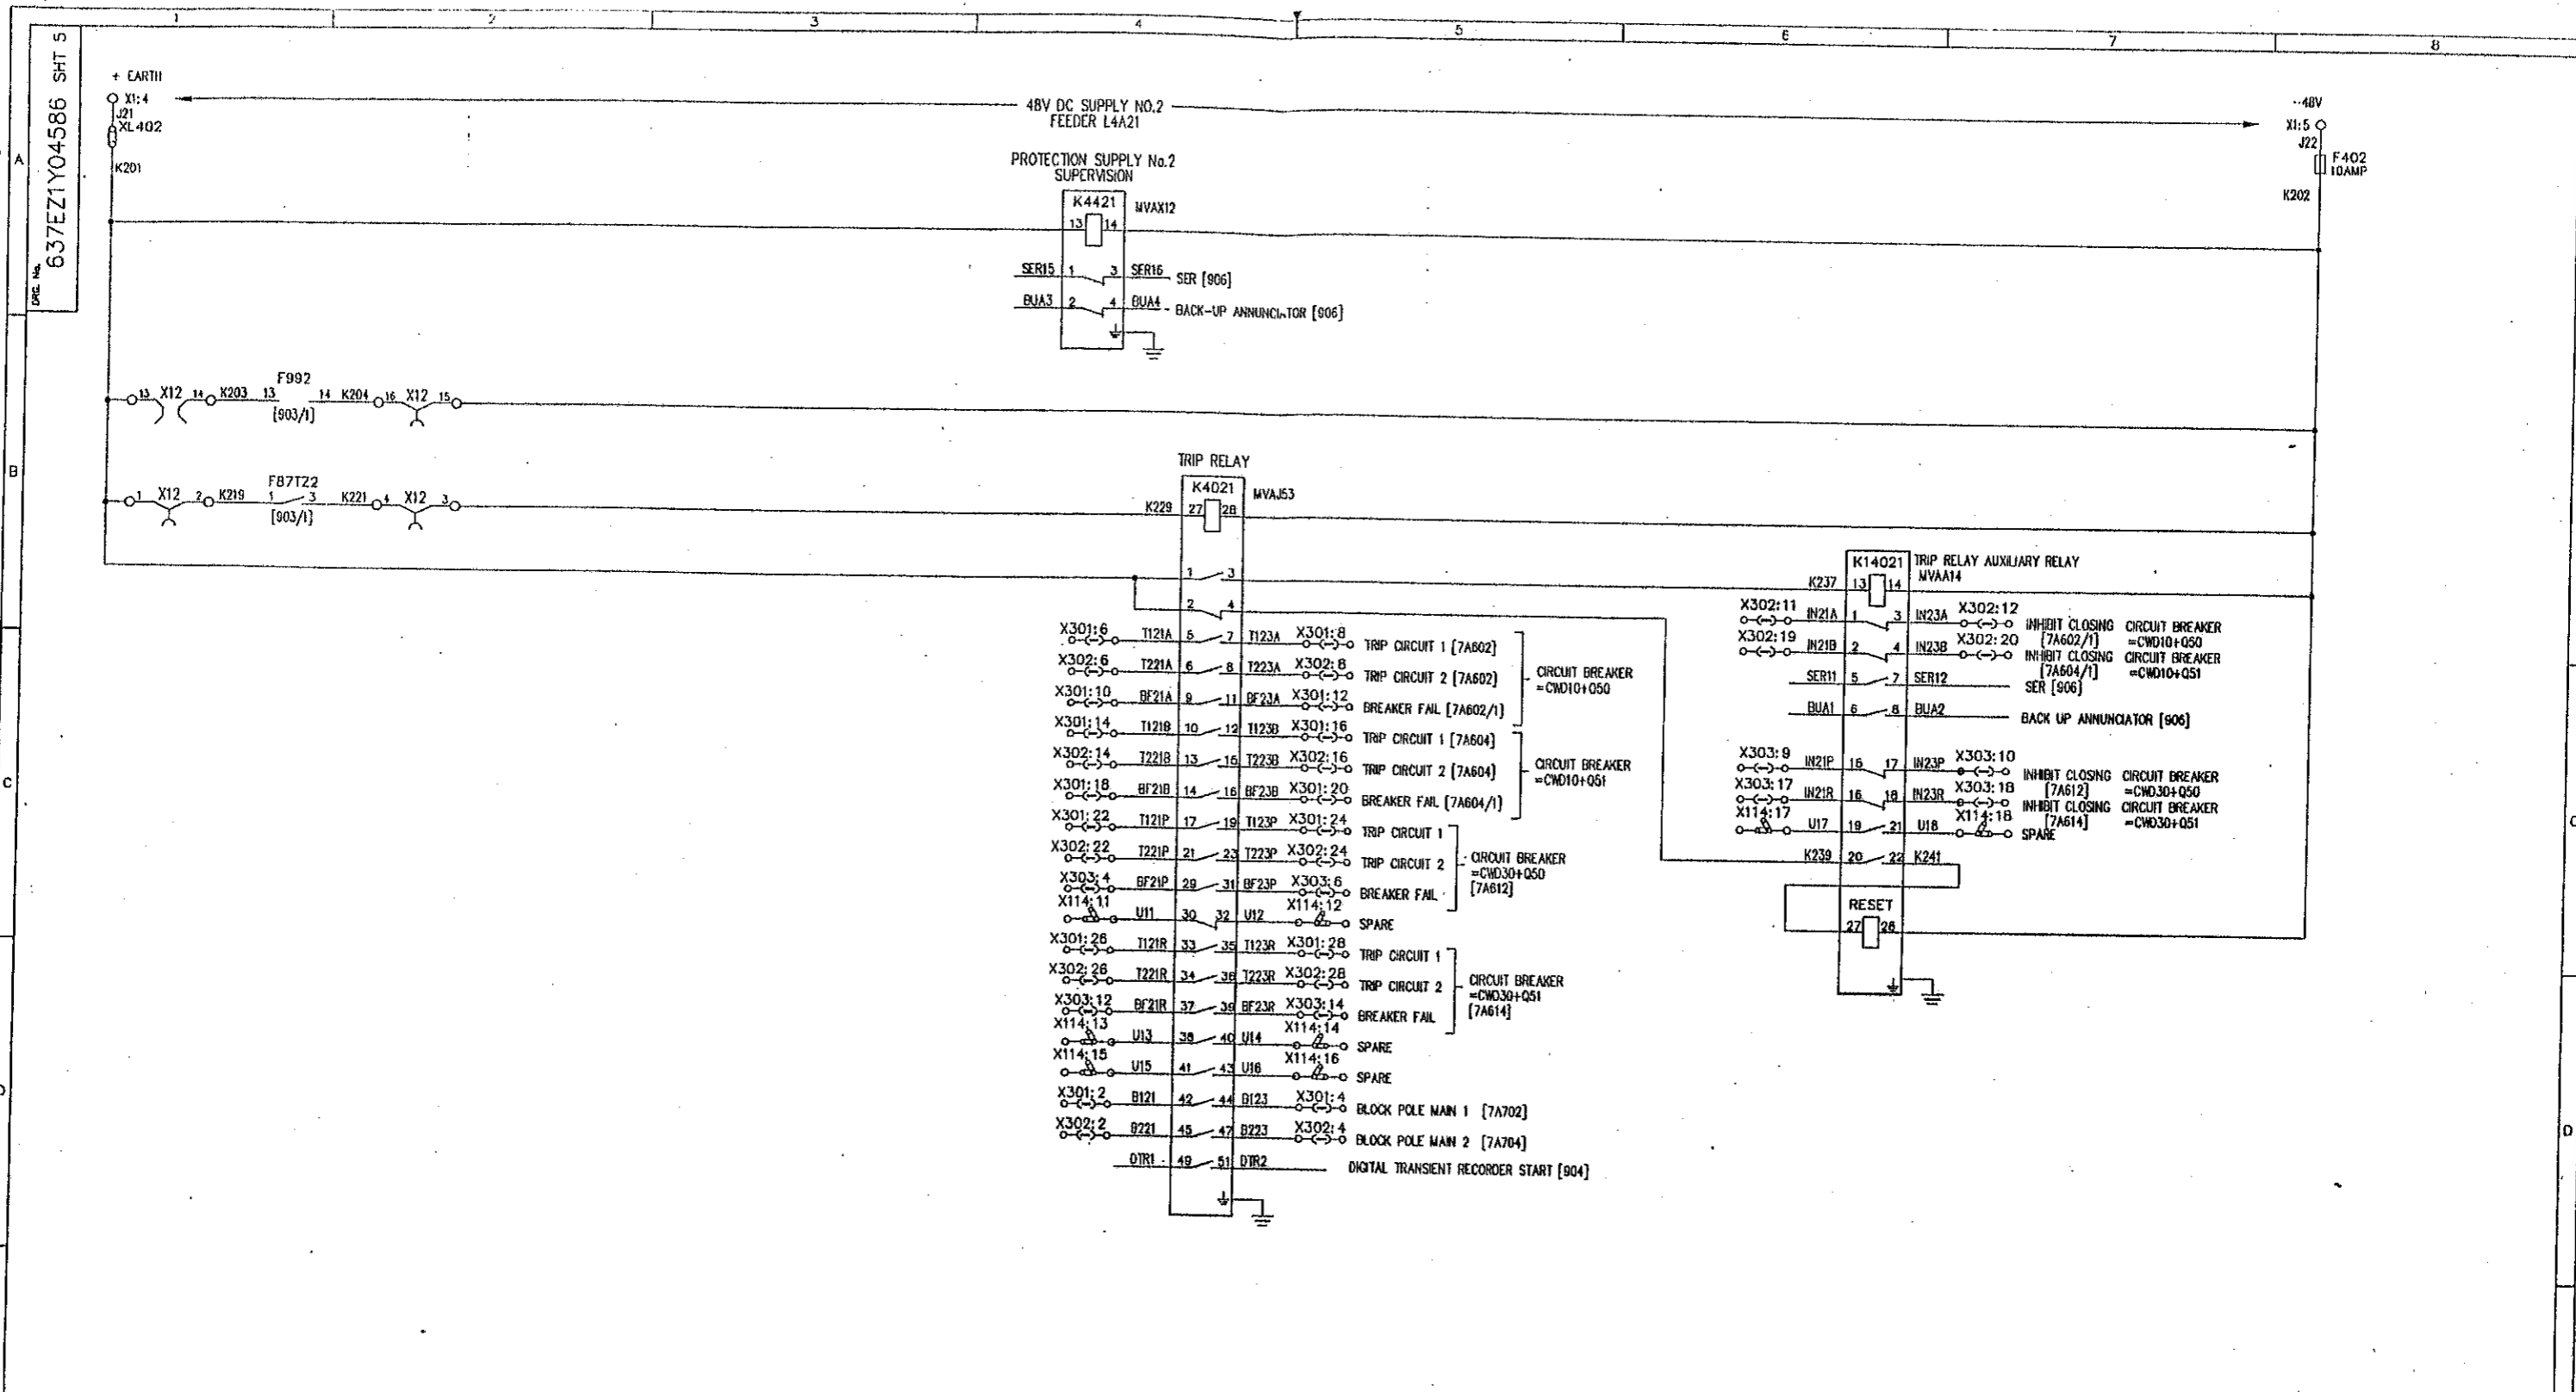 1 2 3 4 5 6 7 8
DRG. No.
637EZ1Y04586 SHT 5
A
B
C
D
+ EARTH
X1:4
J21
XL402
K201
48V DC SUPPLY NO.2
FEEDER L4A21
48V
X1:5
J22
F402
10AMP
K202
PROTECTION SUPPLY No.2
SUPERVISION
K4421 MVAX12
13 14
SER15 1 3 SER16 SER [906]
BUA3 2 4 BUA4 - BACK-UP ANNUNCIATOR [906]
13 X12 14 K203 13 F992 14 K204 16 X12 15
[903/1]
1 X12 2 K219 1 F87T22 3 K221 4 X12 3
[903/1]
TRIP RELAY
K4021 MVAJ53
K229 27 28
1 3
2 4
X301:6 T121A 5 7 T123A X301:8 TRIP CIRCUIT 1 [7A602]
X302:6 T221A 6 8 T223A X302:8 TRIP CIRCUIT 2 [7A602]
X301:10 BF21A 9 11 BF23A X301:12 BREAKER FAIL [7A602/1]
CIRCUIT BREAKER
=CWD10+Q50
X301:14 T121B 10 12 T123B X301:16 TRIP CIRCUIT 1 [7A604]
X302:14 T221B 13 15 T223B X302:16 TRIP CIRCUIT 2 [7A604]
X301:18 BF21B 14 16 BF23B X301:20 BREAKER FAIL [7A604/1]
CIRCUIT BREAKER
=CWD10+Q51
X301:22 T121P 17 19 T123P X301:24 TRIP CIRCUIT 1
X302:22 T221P 21 23 T223P X302:24 TRIP CIRCUIT 2
X303:4 BF21P 29 31 BF23P X303:6 BREAKER FAIL
CIRCUIT BREAKER
=CWD30+Q50
[7A612]
X114:11 U11 30 32 U12 X114:12 SPARE
X301:26 T121R 33 35 T123R X301:28 TRIP CIRCUIT 1
X302:26 T221R 34 36 T223R X302:28 TRIP CIRCUIT 2
X303:12 BF21R 37 39 BF23R X303:14 BREAKER FAIL
CIRCUIT BREAKER
=CWD30+Q51
[7A614]
X114:13 U13 38 40 U14 X114:14 SPARE
X114:15 U15 41 43 U16 X114:16 SPARE
X301:2 B121 42 44 B123 X301:4 BLOCK POLE MAIN 1 [7A702]
X302:2 B221 45 47 B223 X302:4 BLOCK POLE MAIN 2 [7A704]
DTR1 49 51 DTR2 DIGITAL TRANSIENT RECORDER START [904]
K14021 TRIP RELAY AUXILIARY RELAY
MVAA14
K237 13 14
X302:11 IN21A 1 3 IN23A X302:12 INHIBIT CLOSING CIRCUIT BREAKER
[7A602/1] =CWD10+Q50
X302:19 IN21B 2 4 IN23B X302:20 INHIBIT CLOSING CIRCUIT BREAKER
[7A604/1] =CWD10+Q51
SER11 5 7 SER12 SER [906]
BUA1 6 8 BUA2 BACK UP ANNUNCIATOR [906]
X303:9 IN21P 15 17 IN23P X303:10 INHIBIT CLOSING CIRCUIT BREAKER
[7A612] =CWD30+Q50
X303:17 IN21R 16 18 IN23R X303:18 INHIBIT CLOSING CIRCUIT BREAKER
[7A614] =CWD30+Q51
X114:17 U17 19 21 U18 X114:18 SPARE
K239 20 22 K241
RESET
27 28